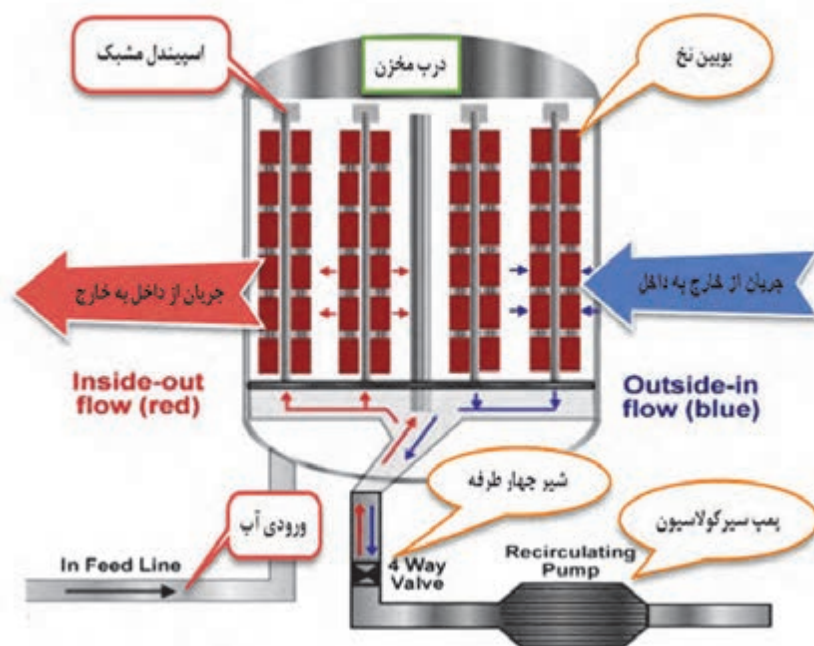 اسپیندل مشبک
درب مخزن
بوبین نخ
جریان از داخل به خارج
جریان از خارج به داخل
Inside-out
flow (red)
Outside-in
flow (blue)
شیر چهار طرفه
ورودی آب
پمپ سیرکولاسیون
In Feed Line
4 Way
Valve
Recirculating
Pump